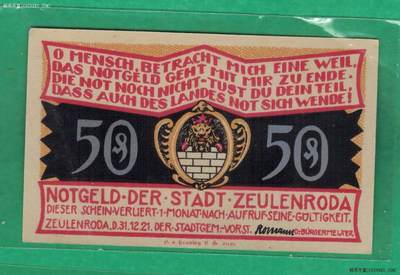 O MENSCH, BETRACHT MICH EINE WEIL,
DAS NOTGELD GEHT MIT MIR ZU ENDE.
DIE NOT NOCH NICHT-TUST DU DEIN TEIL,
DASS AUCH DES LANDES NOT SICH WENDE!
50 50
NOTGELD·DER·STADT·ZEULENRODA
DIESER SCHEIN VERLIERT·1·MONAT·NACH·AUFRUF·SEINE·GÜLTIGKEIT.
ZEULENRODA, D.31.12.21. DER STADTGEM.-VORST. D: BÜRGERMEISTER